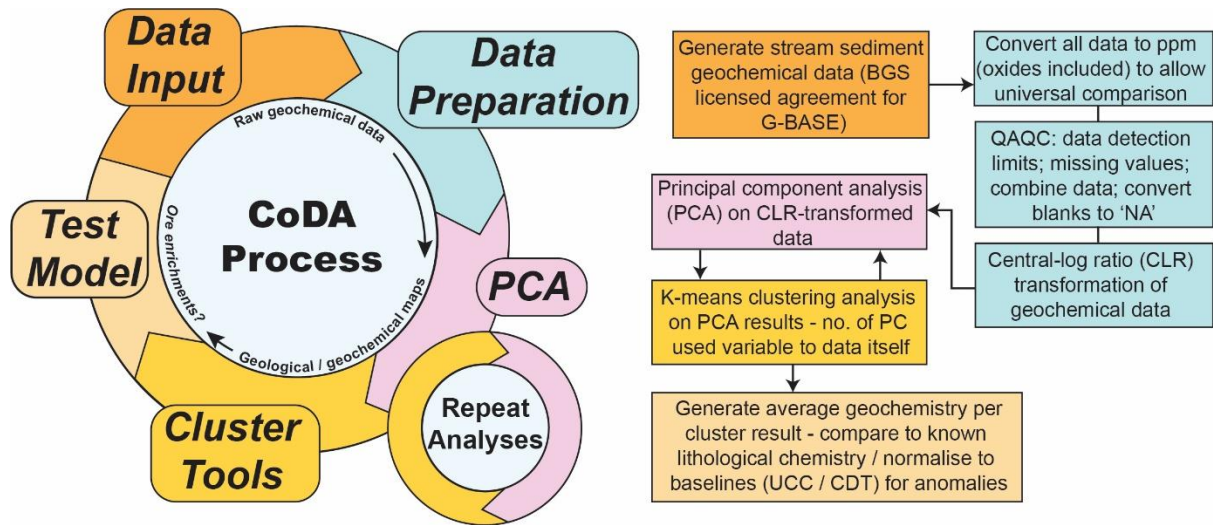 Data
Input
Data
Preparation
Raw geochemical data
CoDA
Process
Test
Model
Ore enrichments?
PCA
Geological / geochemical maps
Cluster
Tools
Repeat
Analyses
Generate stream sediment
geochemical data (BGS
licensed agreement for
G-BASE)
Convert all data to ppm
(oxides included) to allow
universal comparison
QAQC: data detection
limits; missing values;
combine data; convert
blanks to ‘NA’
Central-log ratio (CLR)
transformation of
geochemical data
Principal component analysis
(PCA) on CLR-transformed
data
K-means clustering analysis
on PCA results - no. of PC
used variable to data itself
Generate average geochemistry per
cluster result - compare to known
lithological chemistry / normalise to
baselines (UCC / CDT) for anomalies